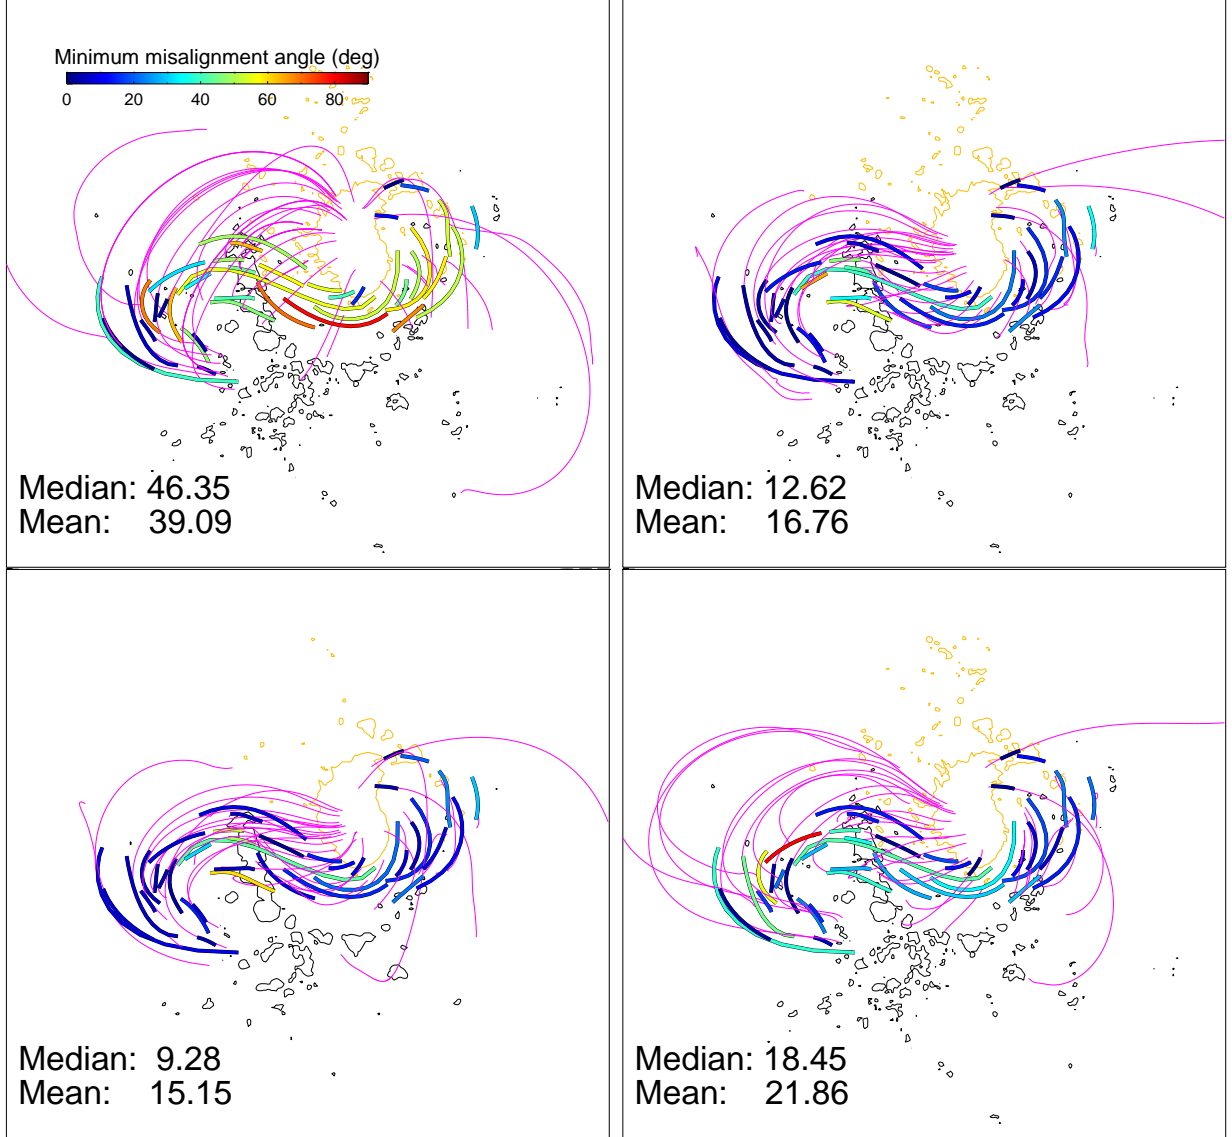 Minimum misalignment angle (deg)
0 20 40 60 80
Median: 46.35
Mean: 39.09
Median: 12.62
Mean: 16.76
Median: 9.28
Mean: 15.15
Median: 18.45
Mean: 21.86